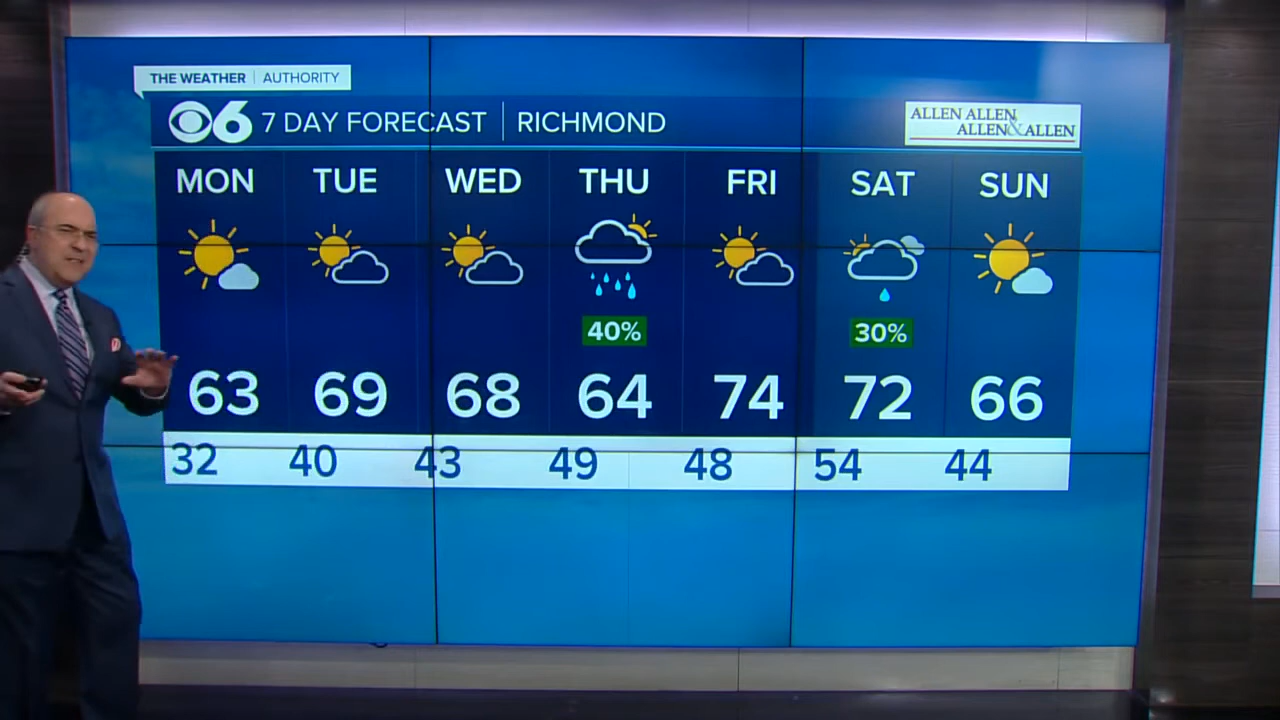 THE WEATHER AUTHORITY
6 7 DAY FORECAST RICHMOND
ALLEN ALLEN
ALLEN & ALLEN
MON TUE WED THU FRI SAT SUN
40% 30%
63 69 68 64 74 72 66
32 40 43 49 48 54 44